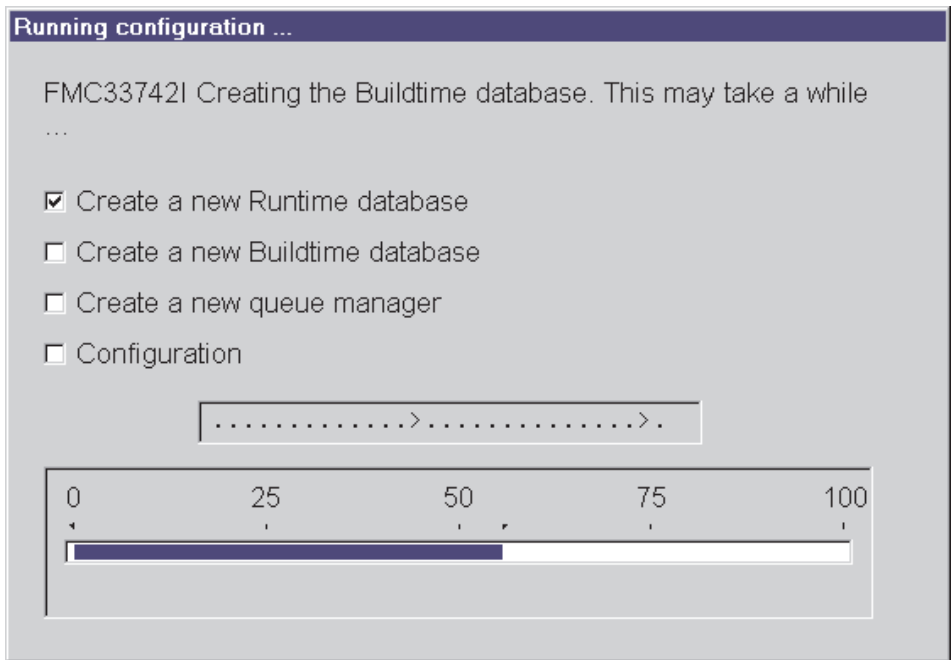 Running configuration ...
FMC33742I Creating the Buildtime database. This may take a while
...
Create a new Runtime database
Create a new Buildtime database
Create a new queue manager
Configuration
.............>..............>.
0 25 50 75 100